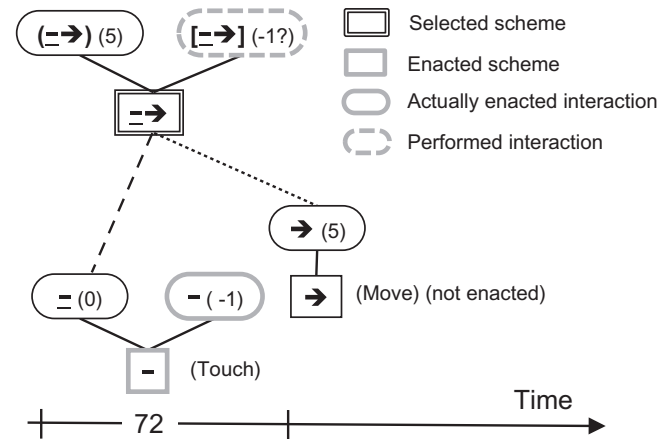 (–➔) (5)
[–➔] (-1?)
Selected scheme
Enacted scheme
Actually enacted interaction
Performed interaction
–➔
➔ (5)
– (0)
- ( -1)
➔
(Move) (not enacted)
-
(Touch)
Time
72